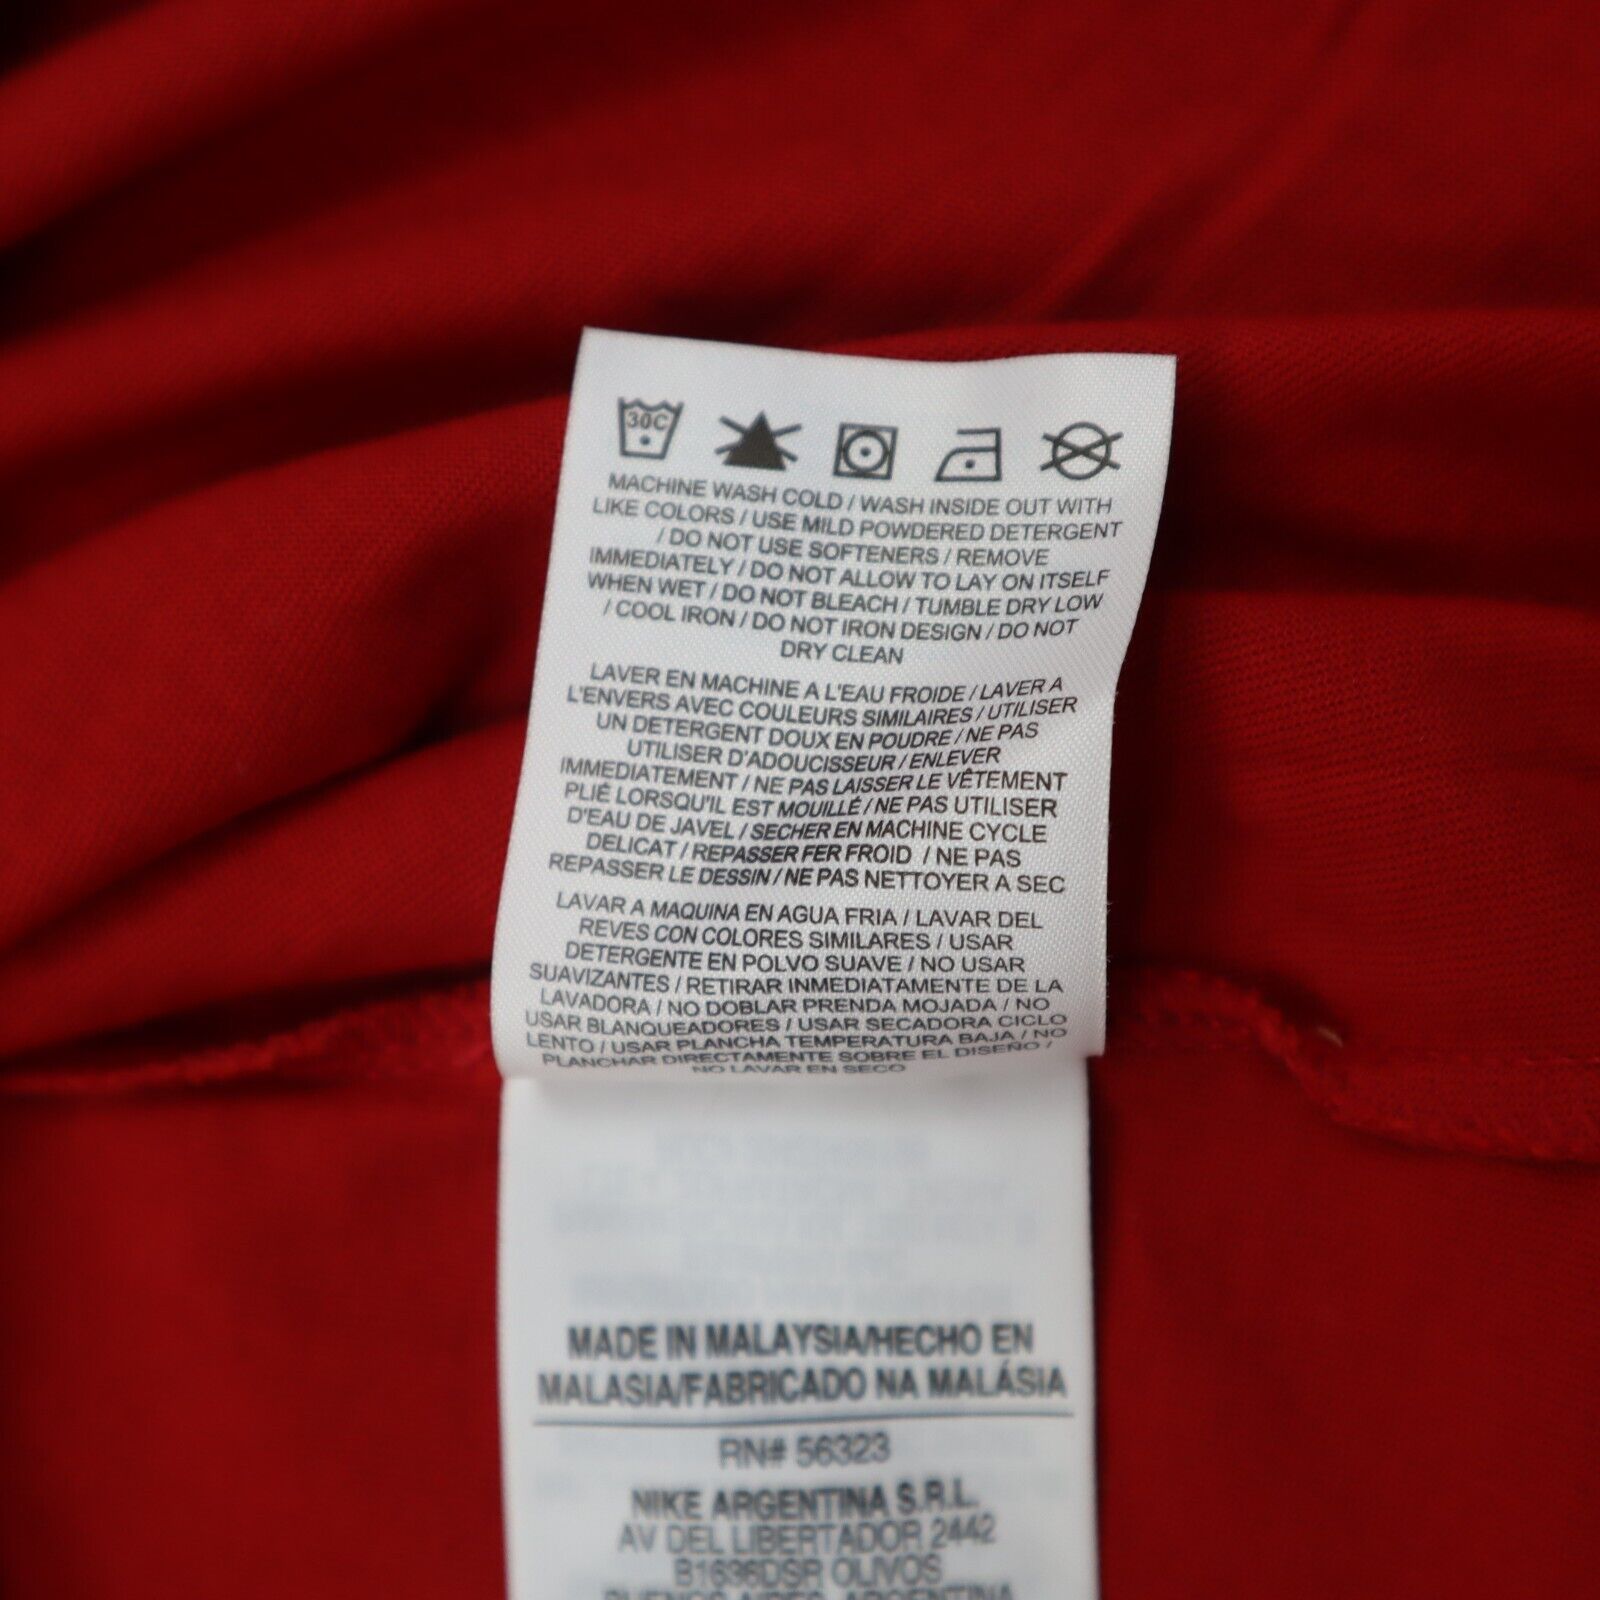 30C
MACHINE WASH COLD / WASH INSIDE OUT WITH
LIKE COLORS / USE MILD POWDERED DETERGENT
/ DO NOT USE SOFTENERS / REMOVE
IMMEDIATELY / DO NOT ALLOW TO LAY ON ITSELF
WHEN WET / DO NOT BLEACH / TUMBLE DRY LOW
/ COOL IRON / DO NOT IRON DESIGN / DO NOT
DRY CLEAN
LAVER EN MACHINE A L'EAU FROIDE / LAVER A
L'ENVERS AVEC COULEURS SIMILAIRES / UTILISER
UN DETERGENT DOUX EN POUDRE / NE PAS
UTILISER D'ADOUCISSEUR / ENLEVER
IMMEDIATEMENT / NE PAS LAISSER LE VÊTEMENT
PLIÉ LORSQU'IL EST MOUILLÉ / NE PAS UTILISER
D'EAU DE JAVEL / SECHER EN MACHINE CYCLE
DELICAT / REPASSER FER FROID / NE PAS
REPASSER LE DESSIN / NE PAS NETTOYER A SEC
LAVAR A MAQUINA EN AGUA FRIA / LAVAR DEL
REVES CON COLORES SIMILARES / USAR
DETERGENTE EN POLVO SUAVE / NO USAR
SUAVIZANTES / RETIRAR INMEDIATAMENTE DE LA
LAVADORA / NO DOBLAR PRENDA MOJADA / NO
USAR BLANQUEADORES / USAR SECADORA CICLO
LENTO / USAR PLANCHA TEMPERATURA BAJA / NO
PLANCHAR DIRECTAMENTE SOBRE EL DISEÑO /
NO LAVAR EN SECO
MADE IN MALAYSIA/HECHO EN
MALASIA/FABRICADO NA MALÁSIA
RN# 56323
NIKE ARGENTINA S.R.L.
AV DEL LIBERTADOR 2442
B1636DSR OLIVOS
BUENOS AIRES, ARGENTINA